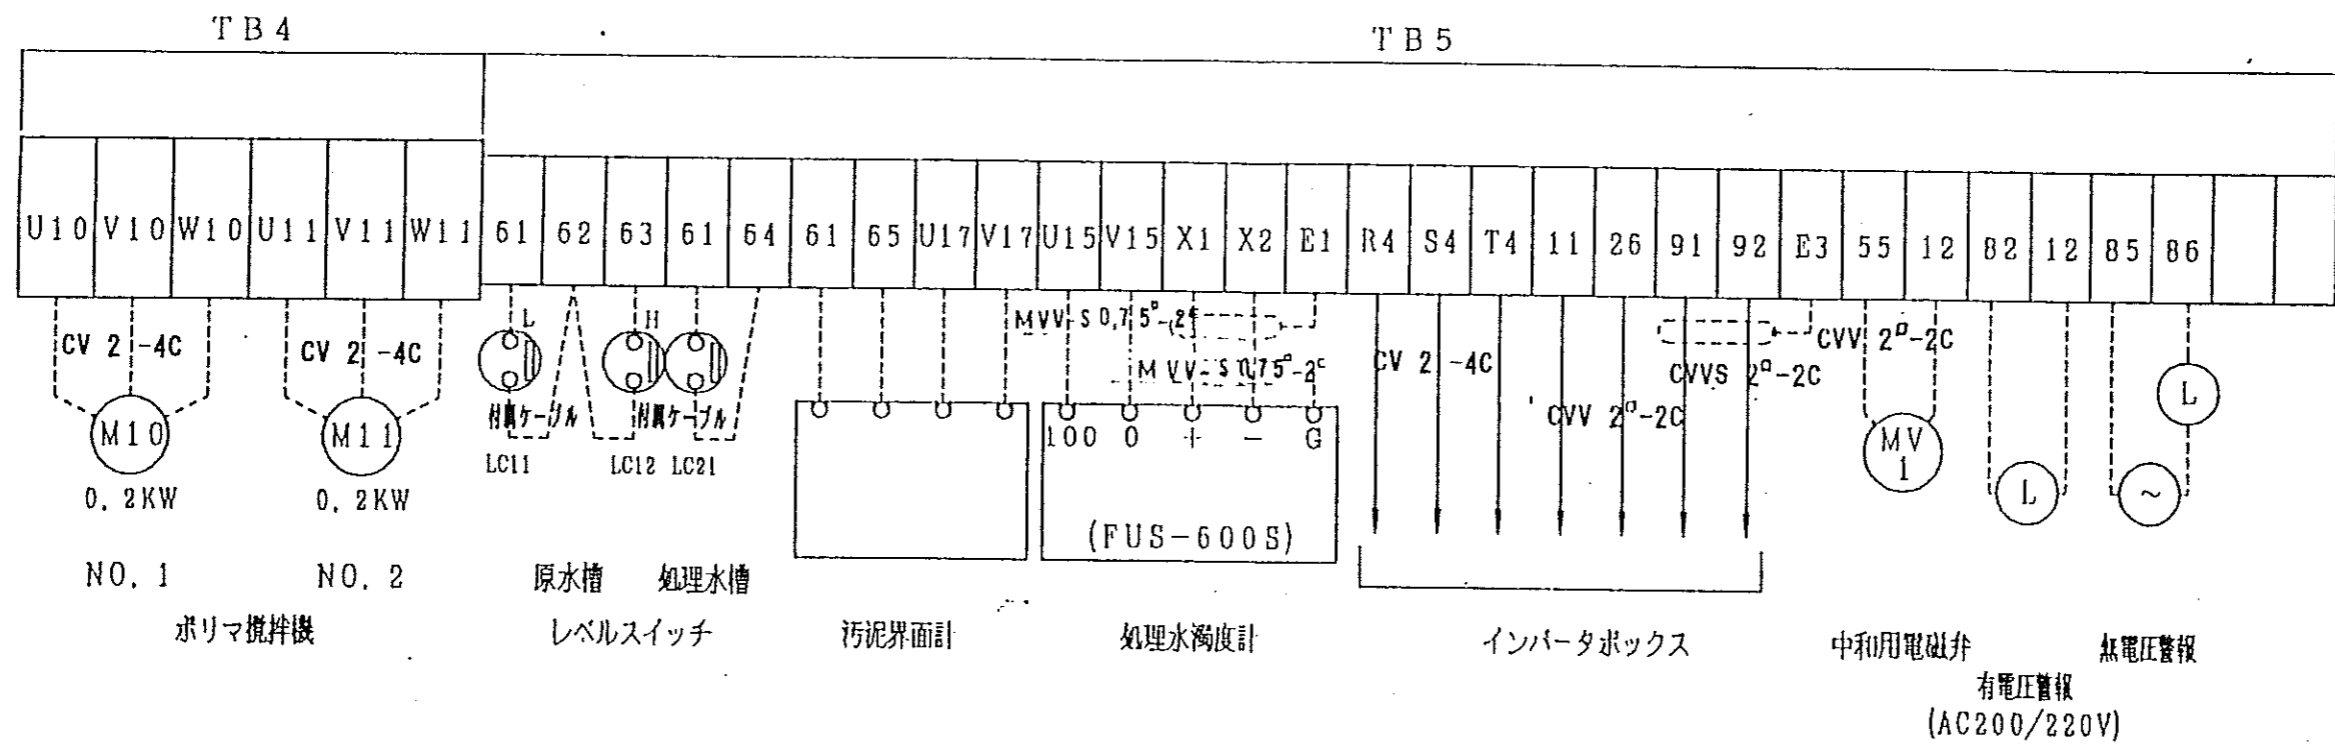 TB4 TB5
U10 V10 W10 U11 V11 W11 61 62 63 61 64 61 65 U17 V17 U15 V15 X1 X2 E1 R4 S4 T4 11 26 91 92 E3 55 12 82 12 85 86
L H MVV-S 0,75□-2c
CV 2 -4C CV 2 -4C CV 2 -4C CVV 2□-2C
MVV-S 0,75□-2c CVVS 2□-2C
付属ケーブル 付属ケーブル CVV 2□-2C L
M10 M11 100 0 + - G MV 1
LC11 LC12 LC21
0, 2KW 0, 2KW L ~
(FUS-600S)
NO, 1 NO, 2 原水槽 処理水槽
ポリマ攪拌機 レベルスイッチ 汚泥界面計 処理水濁度計 インバータボックス 中和用電磁弁 無電圧警報
有電圧警報
(AC200/220V)